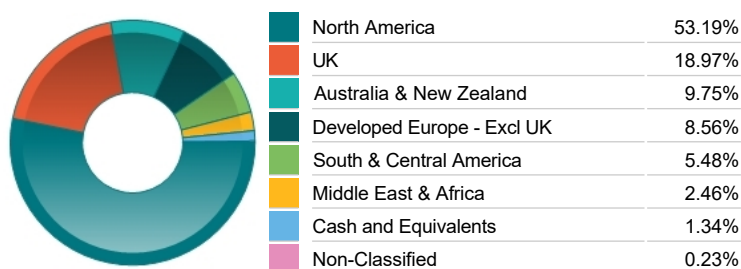 North America 53.19%
UK 18.97%
Australia & New Zealand 9.75%
Developed Europe - Excl UK 8.56%
South & Central America 5.48%
Middle East & Africa 2.46%
Cash and Equivalents 1.34%
Non-Classified 0.23%